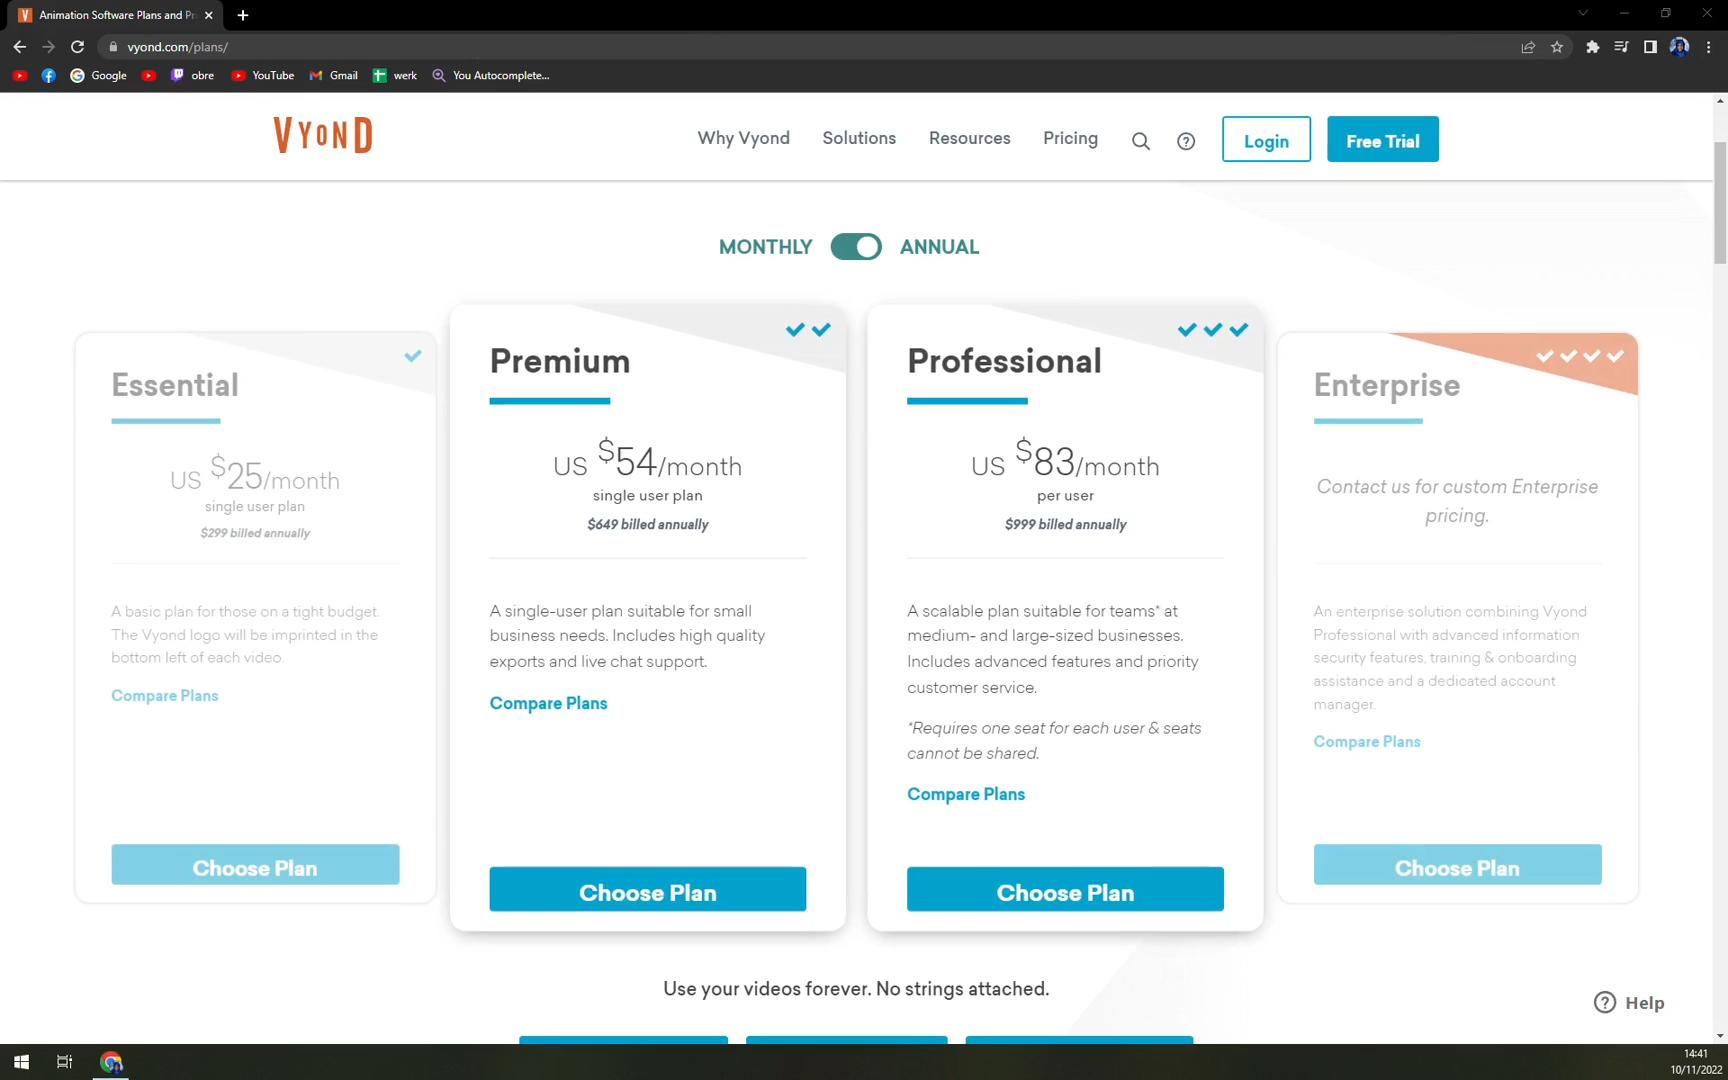 Animation Software Plans and Pr
vyond.com/plans/
Google
obre
YouTube
Gmail
werk
You Autocomplete...
VYOND
Why Vyond
Solutions
Resources
Pricing
Login
Free Trial
MONTHLY
ANNUAL
Essential
US $25/month
single user plan
$299 billed annually
A basic plan for those on a tight budget.
The Vyond logo will be imprinted in the
bottom left of each video.
Compare Plans
Choose Plan
Premium
US $54/month
single user plan
$649 billed annually
A single-user plan suitable for small
business needs. Includes high quality
exports and live chat support.
Compare Plans
Choose Plan
Professional
US $83/month
per user
$999 billed annually
A scalable plan suitable for teams* at
medium- and large-sized businesses.
Includes advanced features and priority
customer service.
*Requires one seat for each user & seats
cannot be shared.
Compare Plans
Choose Plan
Enterprise
Contact us for custom Enterprise
pricing.
An enterprise solution combining Vyond
Professional with advanced information
security features, training & onboarding
assistance and a dedicated account
manager.
Compare Plans
Choose Plan
Use your videos forever. No strings attached.
Help
14:41
10/11/2022